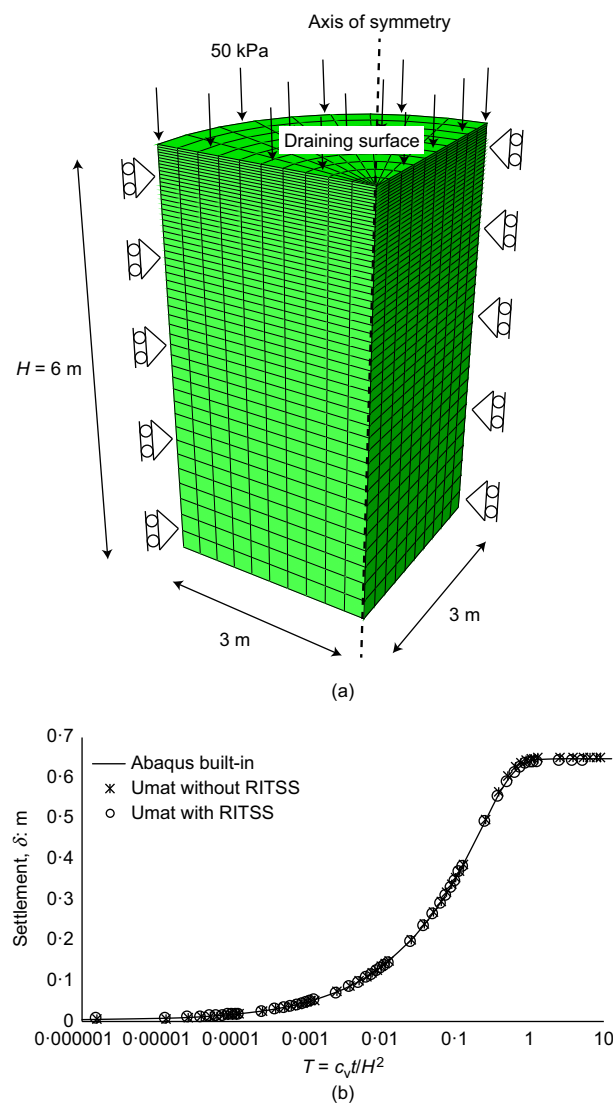 Axis of symmetry
50 kPa
Draining surface
H = 6 m
3 m
3 m
(a)
0·7
0·6
0·5
0·4
0·3
0·2
0·1
0
Settlement, δ: m
Abaqus built-in
Umat without RITSS
Umat with RITSS
0·000001 0·00001 0·0001 0·001 0·01 0·1 1 10
T = cᵥt/H²
(b)